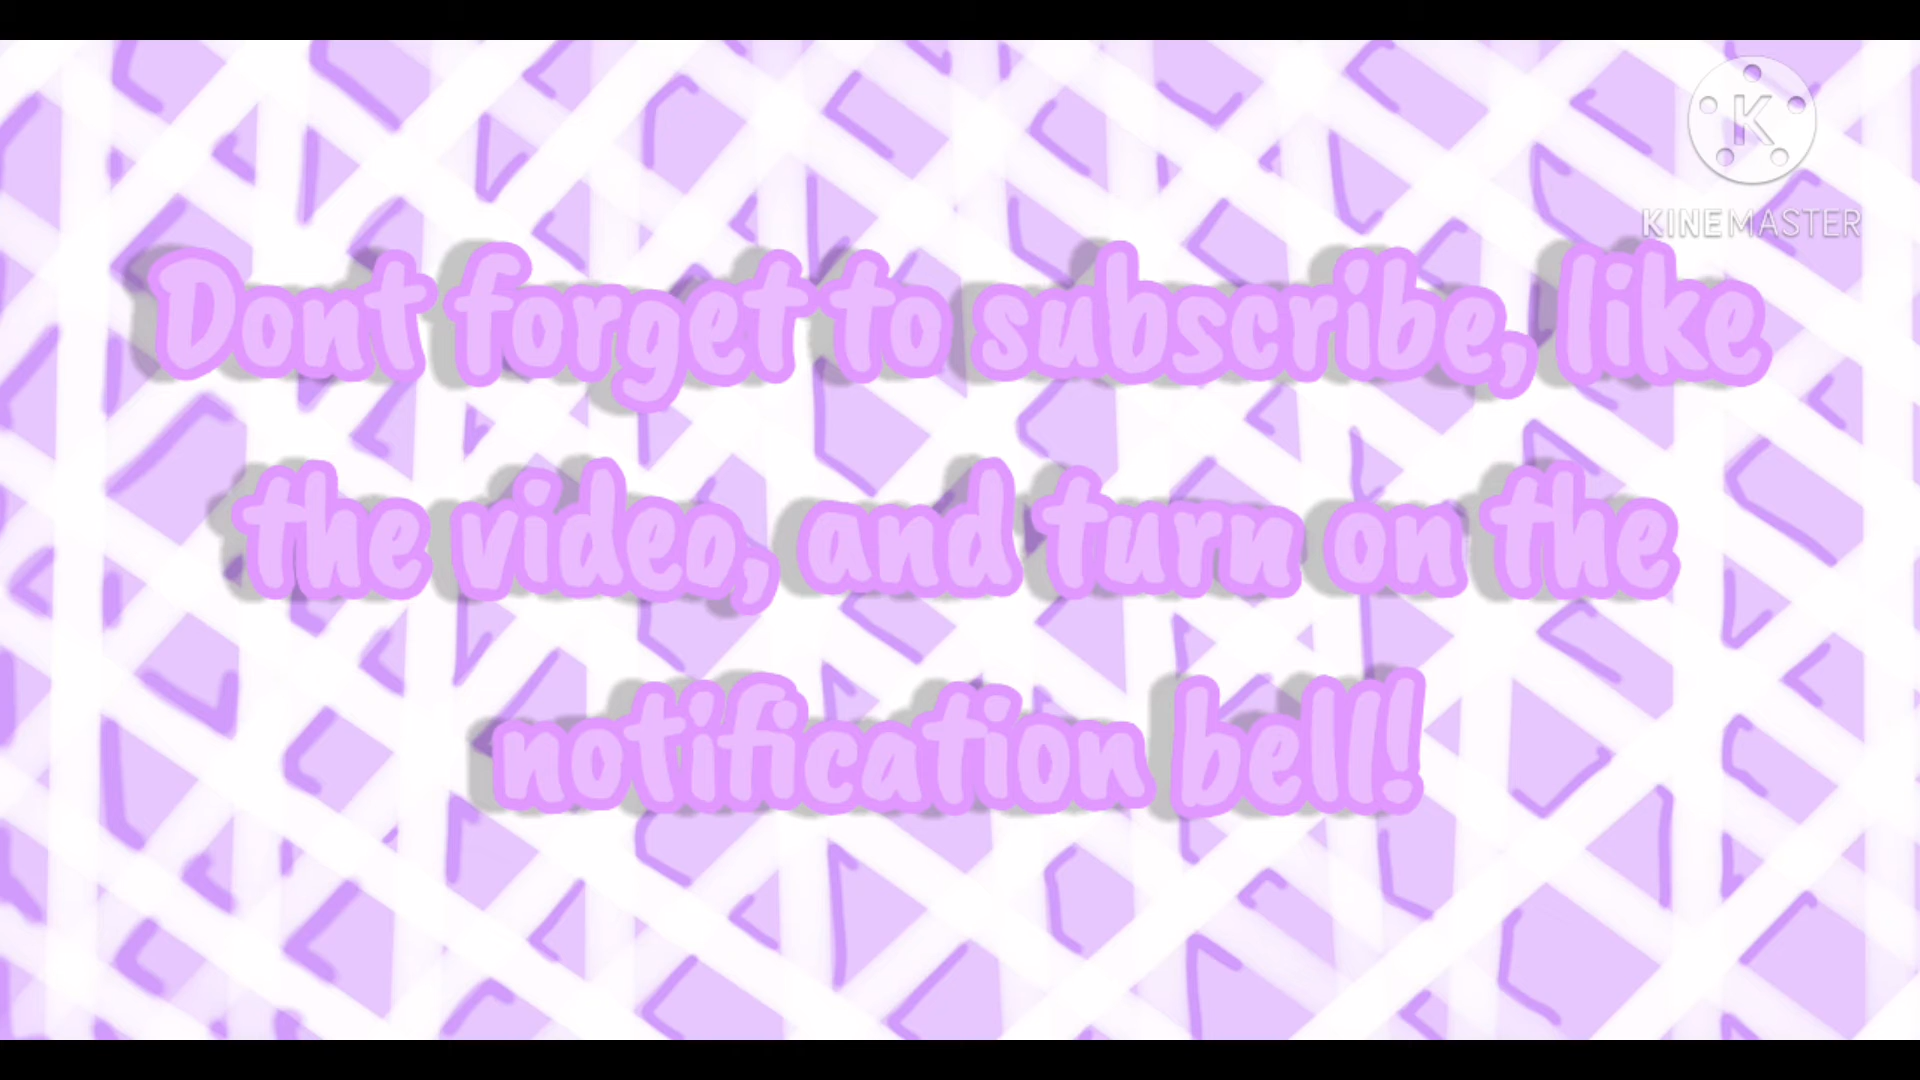 K
KINEMASTER
Dont forget to subscribe, like
the video, and turn on the
notification bell!